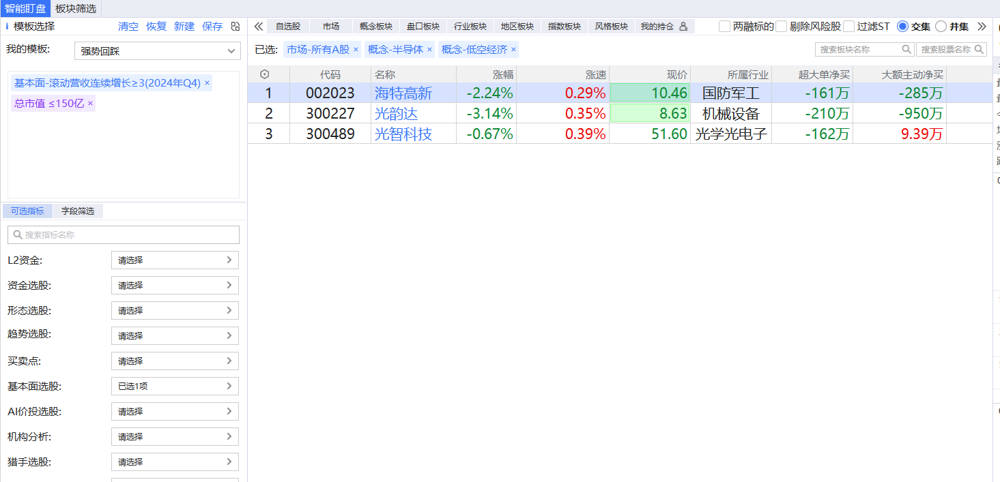 智能盯盘 板块筛选
模板选择 清空 恢复 新建 保存
自选股 市场 概念板块 盘口板块 行业板块 地区板块 指数板块 风格板块 我的持仓 两融标的 剔除风险股 过滤ST 交集 并集
我的模板: 强势回踩
已选: 市场-所有A股 × 概念-半导体 × 概念-低空经济 × 搜索板块名称 搜索股票名称
基本面-滚动营收连续增长≥3(2024年Q4) ×
总市值 ≤150亿 ×
代码 名称 涨幅 涨速 现价 所属行业 超大单净买 大额主动净买
1 002023 海特高新 -2.24% 0.29% 10.46 国防军工 -161万 -285万
2 300227 光韵达 -3.14% 0.35% 8.63 机械设备 -210万 -950万
3 300489 光智科技 -0.67% 0.39% 51.60 光学光电子 -162万 9.39万
可选指标 字段筛选
搜索指标名称
L2资金: 请选择
资金选股: 请选择
形态选股: 请选择
趋势选股: 请选择
买卖点: 请选择
基本面选股: 已选1项
AI价投选股: 请选择
机构分析: 请选择
猎手选股: 请选择